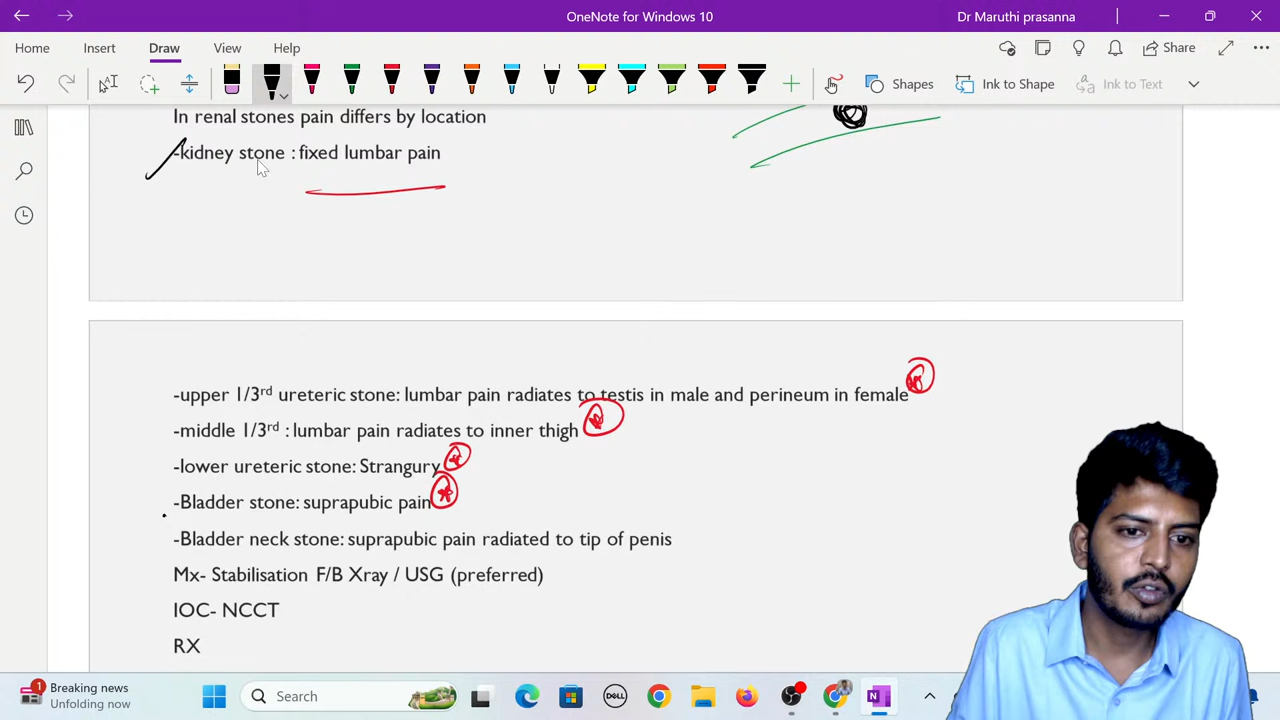 OneNote for Windows 10
Dr Maruthi prasanna
Home Insert Draw View Help
Share
Shapes
Ink to Shape
Ink to Text
In renal stones pain differs by location
-kidney stone : fixed lumbar pain
-upper 1/3rd ureteric stone: lumbar pain radiates to testis in male and perineum in female
-middle 1/3rd : lumbar pain radiates to inner thigh
-lower ureteric stone: Strangury
-Bladder stone: suprapubic pain
-Bladder neck stone: suprapubic pain radiated to tip of penis
Mx- Stabilisation F/B Xray / USG (preferred)
IOC- NCCT
RX
1
Breaking news
Unfolding now
Search
DELL